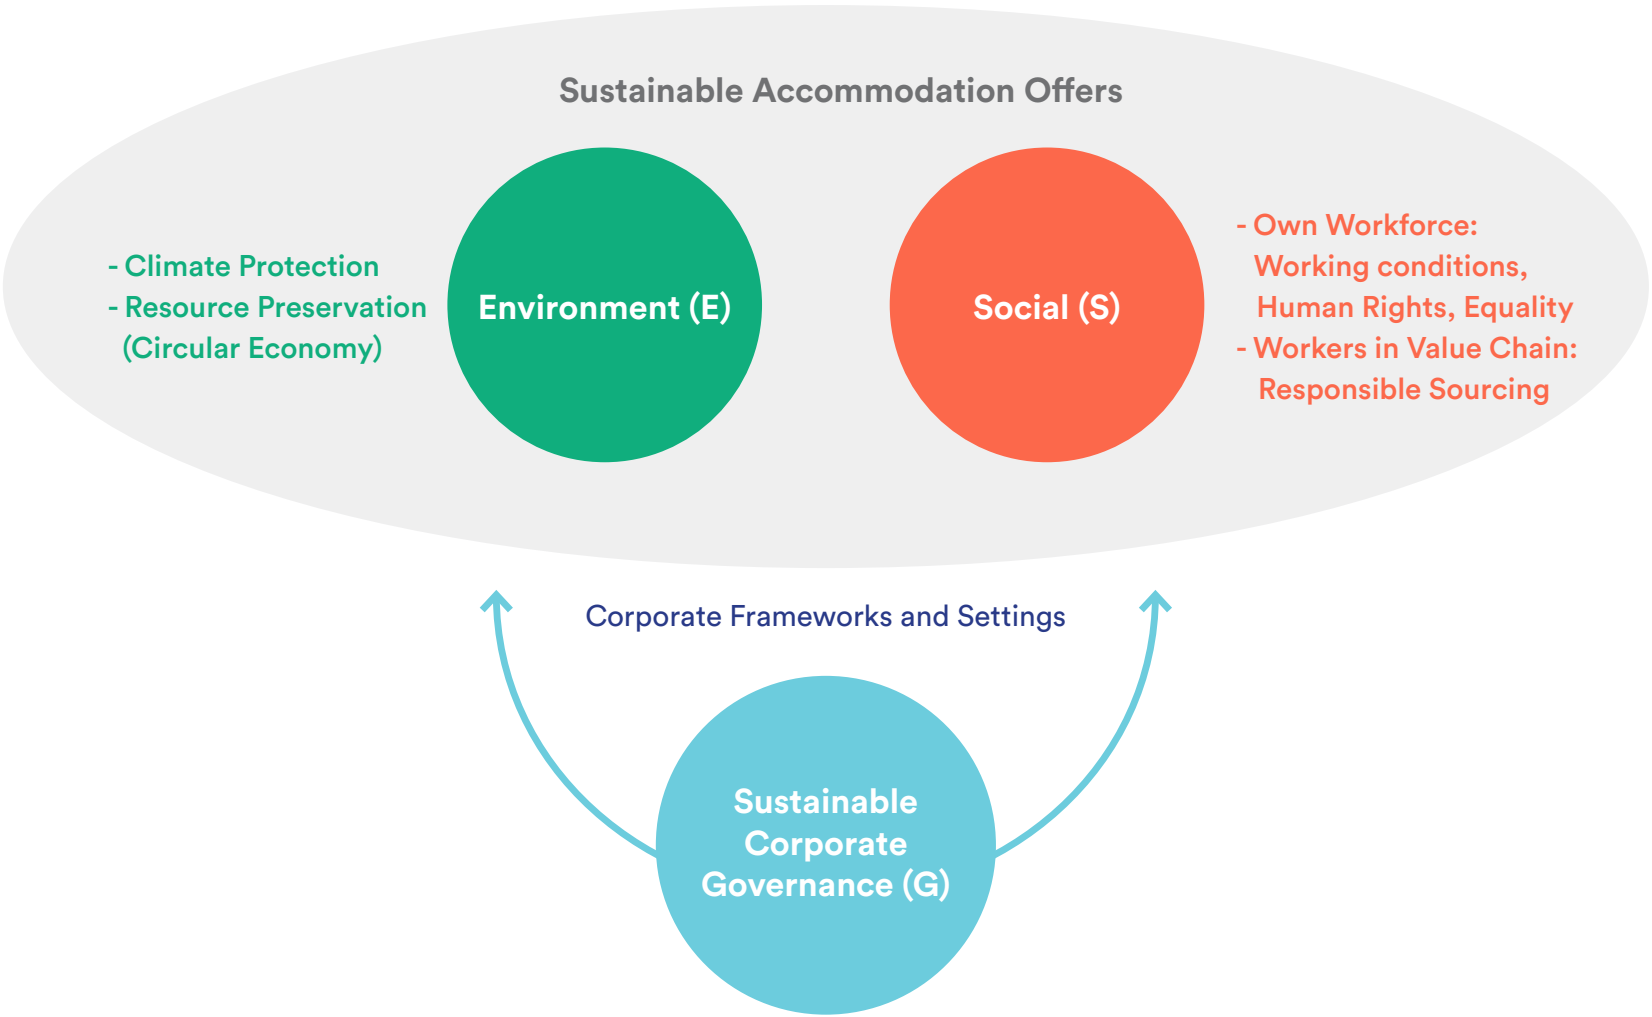 Sustainable Accommodation Offers
- Climate Protection
- Resource Preservation
(Circular Economy)
Environment (E)
Social (S)
- Own Workforce:
Working conditions,
Human Rights, Equality
- Workers in Value Chain:
Responsible Sourcing
Corporate Frameworks and Settings
Sustainable
Corporate
Governance (G)